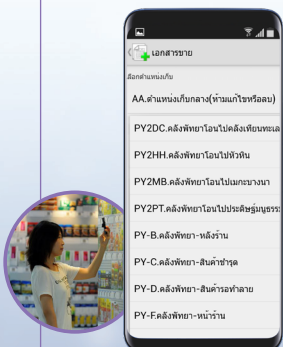 เอกสารขาย
เลือกตำแหน่งเก็บ
AA.ตำแหน่งเก็บกลาง(ห้ามแก้ไขหรือลบ)
PY2DC.คลังพัทยาโอนไปคลังเทียนทะเล
PY2HH.คลังพัทยาโอนไปหัวหิน
PY2MB.คลังพัทยาโอนไปเมกะบางนา
PY2PT.คลังพัทยาโอนไปประดิษฐ์มนูธรร
PY-B.คลังพัทยา-หลังร้าน
PY-C.คลังพัทยา-สินค้าชำรุด
PY-D.คลังพัทยา-สินค้ารอทำลาย
PY-F.คลังพัทยา-หน้าร้าน